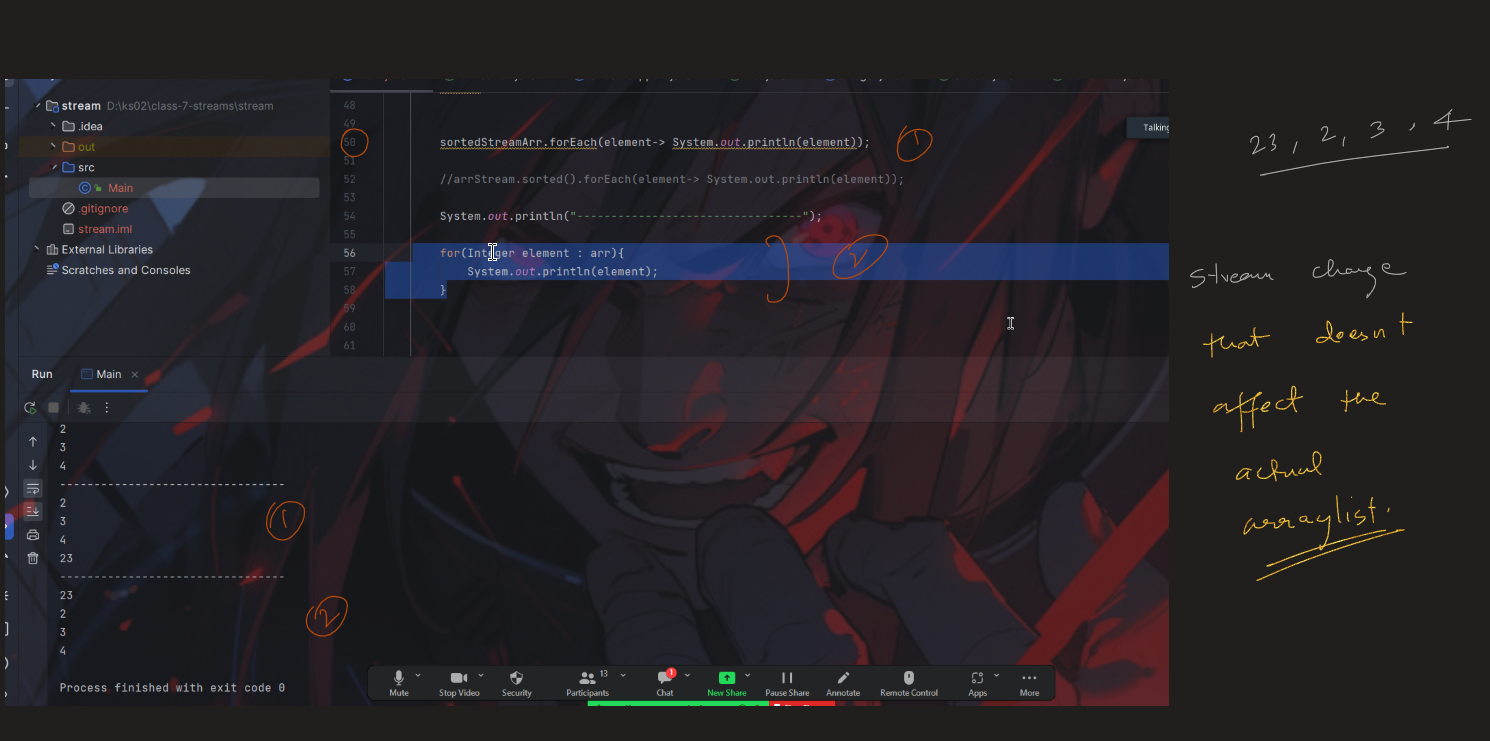 stream D:\ks02\class-7-streams\stream
.idea
out
src
Main
.gitignore
stream.iml
External Libraries
Scratches and Consoles
48
49
50 sortedStreamArr.forEach(element-> System.out.println(element)); 1
51
52 //arrStream.sorted().forEach(element-> System.out.println(element));
53
54 System.out.println("------------------------------");
55
56 for(Integer element : arr){
57 System.out.println(element);
58 }
2
59
60
61
Talking
Run Main
2
3
4
------------------------------
2
3
4
23
1
------------------------------
23
2
3
4
2
Process finished with exit code 0
Mute Stop Video Security Participants 13 Chat 1 New Share Pause Share Annotate Remote Control Apps More
23, 2, 3, 4
stream change
that doesn't
affect the
actual
arraylist.